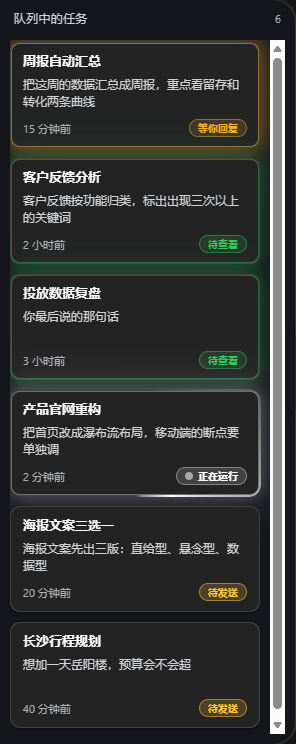 队列中的任务 6
周报自动汇总
把这周的数据汇总成周报，重点看留存和
转化两条曲线
15 分钟前 等你回复
客户反馈分析
客户反馈按功能归类，标出出现三次以上
的关键词
2 小时前 待查看
投放数据复盘
你最后说的那句话
3 小时前 待查看
产品官网重构
把首页改成瀑布流布局，移动端的断点要
单独调
2 分钟前 正在运行
海报文案三选一
海报文案先出三版：直给型、悬念型、数
据型
20 分钟前 待发送
长沙行程规划
想加一天岳阳楼，预算会不会超
40 分钟前 待发送